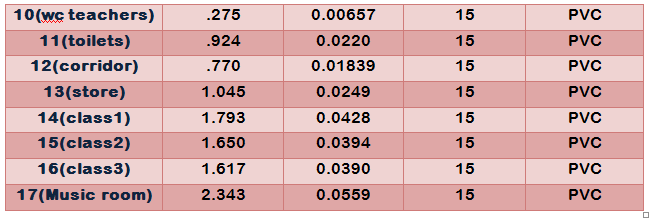 10(wc teachers) .275 0.00657 15 PVC
11(toilets) .924 0.0220 15 PVC
12(corridor) .770 0.01839 15 PVC
13(store) 1.045 0.0249 15 PVC
14(class1) 1.793 0.0428 15 PVC
15(class2) 1.650 0.0394 15 PVC
16(class3) 1.617 0.0390 15 PVC
17(Music room) 2.343 0.0559 15 PVC